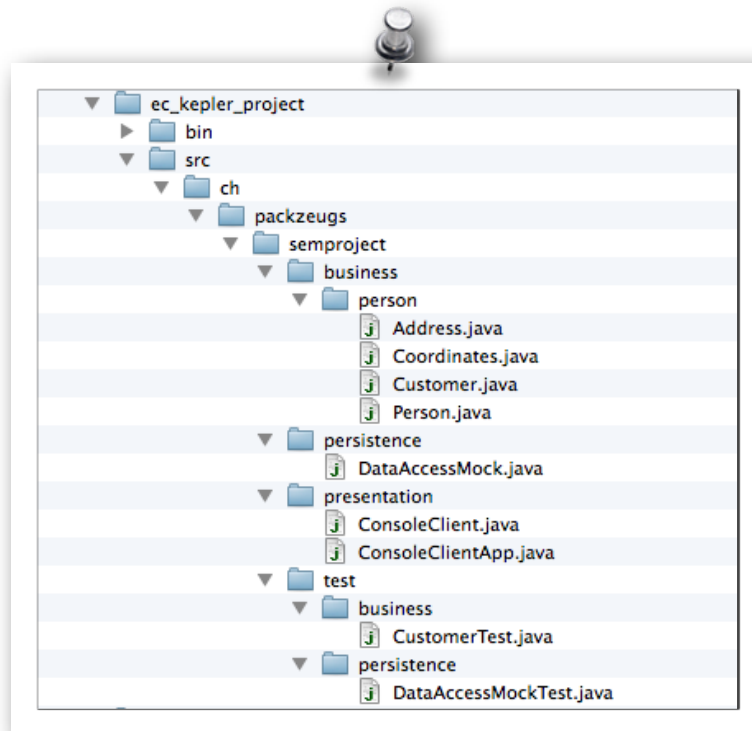 ec_kepler_project
bin
src
ch
packzeugs
semproject
business
person
Address.java
Coordinates.java
Customer.java
Person.java
persistence
DataAccessMock.java
presentation
ConsoleClient.java
ConsoleClientApp.java
test
business
CustomerTest.java
persistence
DataAccessMockTest.java